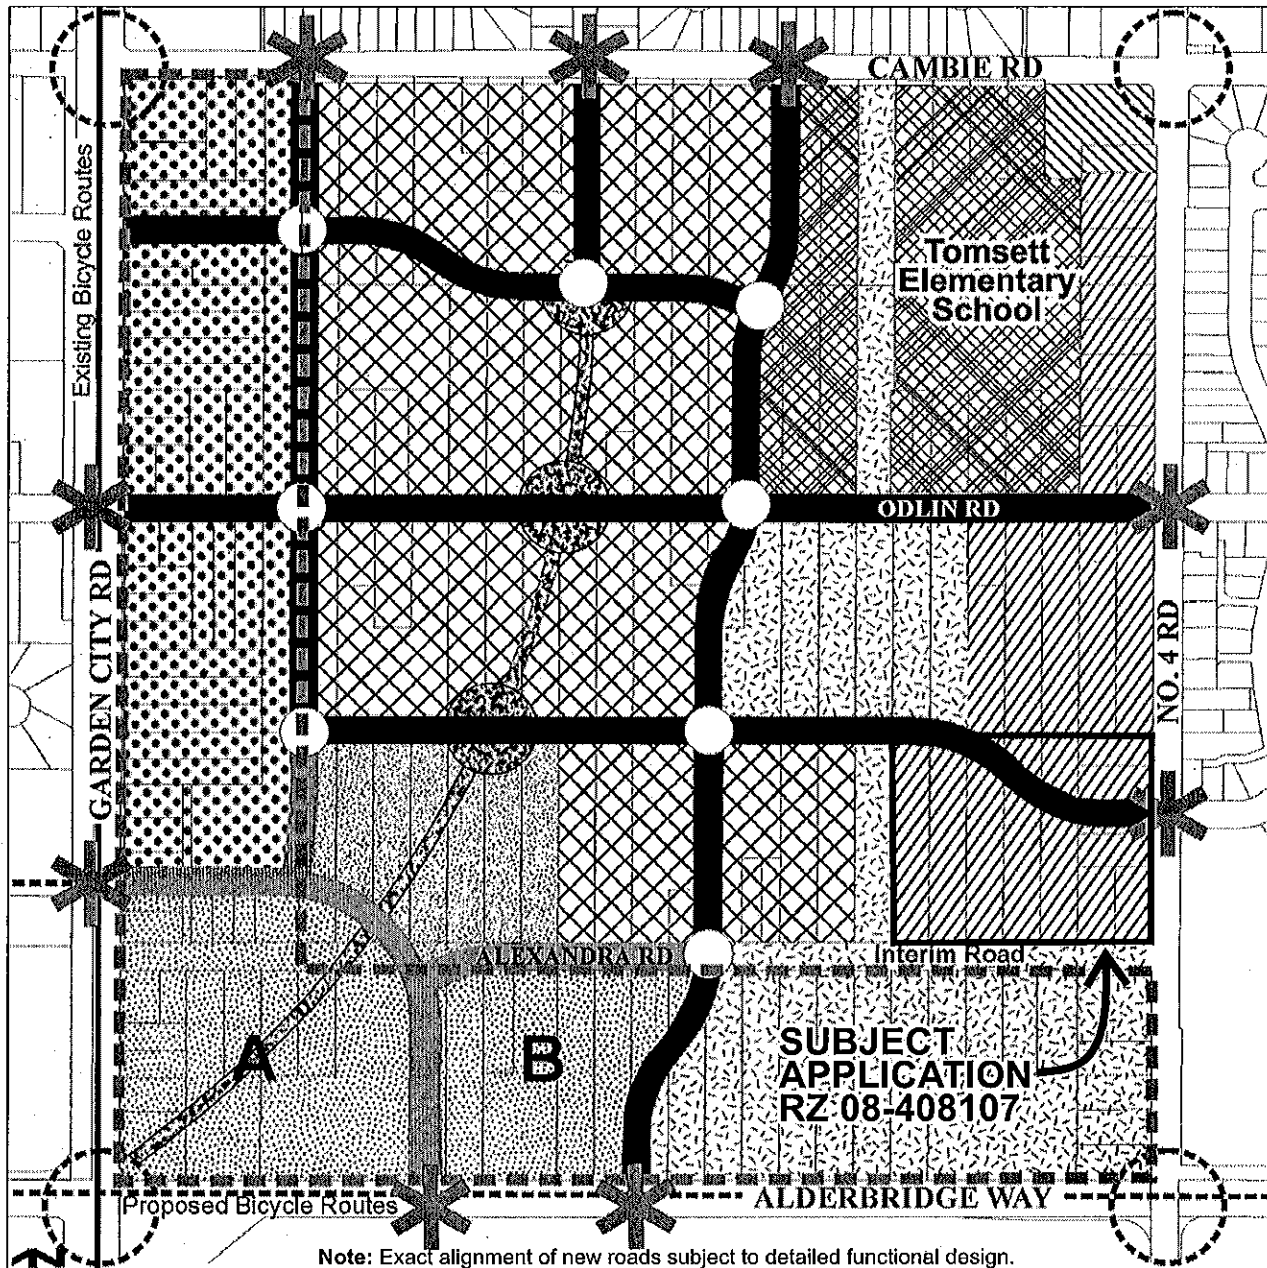 CAMBIE RD
Existing Bicycle Routes
Tomsett
Elementary
School
ODLIN RD
GARDEN CITY RD
NO. 4 RD
ALEXANDRA RD
Interim Road
A
B
SUBJECT
APPLICATION
RZ 08-408107
Proposed Bicycle Routes
ALDERBRIDGE WAY
Note: Exact alignment of new roads subject to detailed functional design.